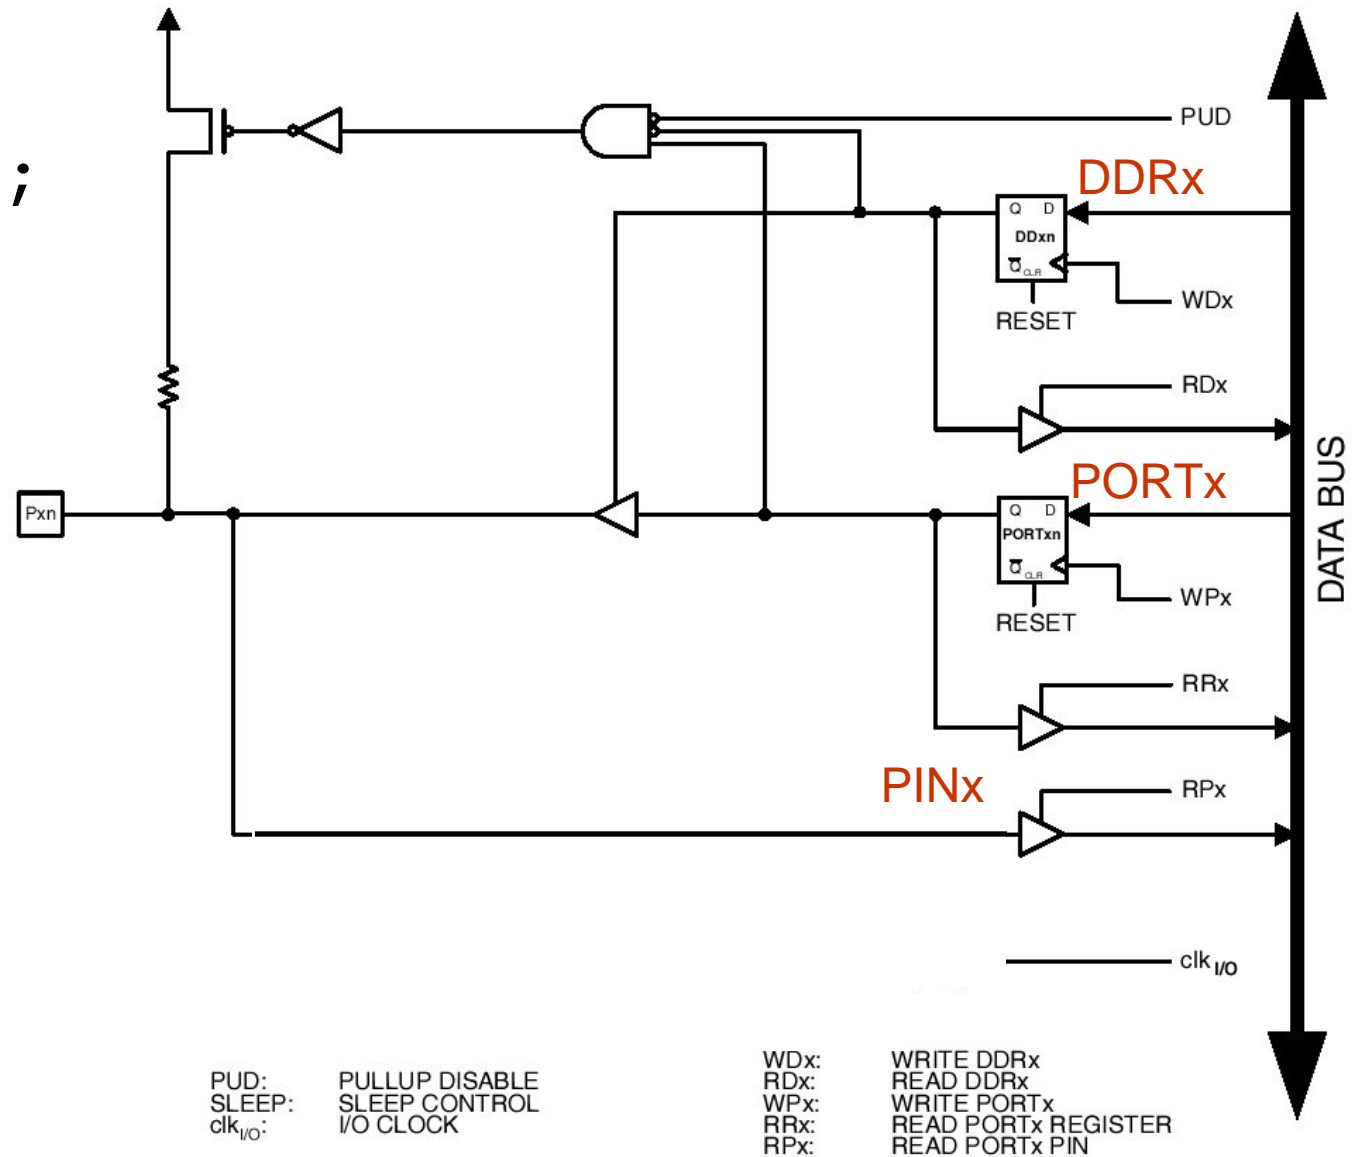 PUD
;
DDRx
Q D
DDxn
Q CLR
WDx
RESET
RDx
PORTx
Pxn
Q D
PORTxn
Q CLR
WPx
RESET
DATA BUS
RRx
PINx
RPx
clk I/O
PUD: PULLUP DISABLE
SLEEP: SLEEP CONTROL
clk I/O: I/O CLOCK
WDx: WRITE DDRx
RDx: READ DDRx
WPx: WRITE PORTx
RRx: READ PORTx REGISTER
RPx: READ PORTx PIN